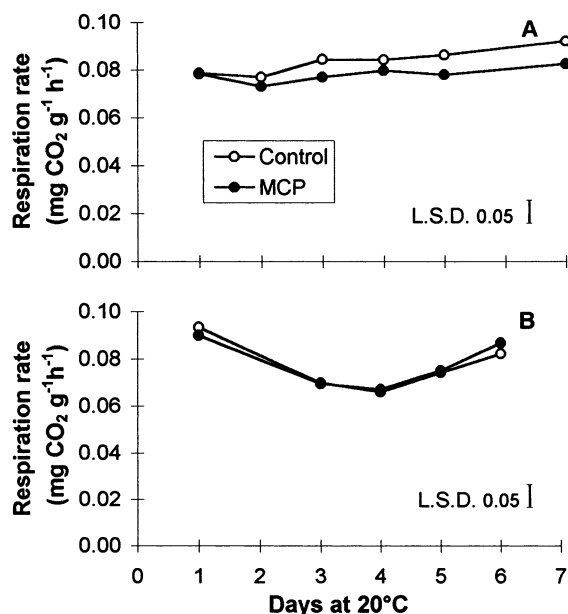 A
Respiration rate
(mg CO₂ g⁻¹ h⁻¹)
0.10
0.08
0.06
0.04
0.02
0.00
Control
MCP
L.S.D. 0.05
B
Respiration rate
(mg CO₂ g⁻¹h⁻¹)
0.10
0.08
0.06
0.04
0.02
0.00
L.S.D. 0.05
0 1 2 3 4 5 6 7
Days at 20°C